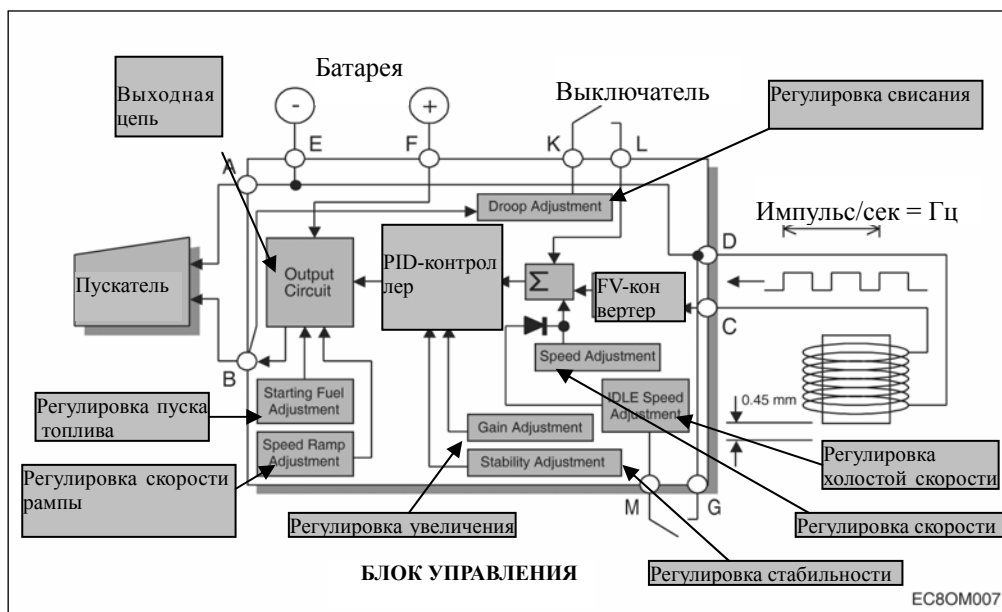 Батарея
Выходная
цепь
-
+
Выключатель
Регулировка свисания
E
F
K
L
A
Droop Adjustment
Импульс/сек = Гц
D
Пускатель
Output
Circuit
PID-контрол
лер
Σ
FV-кон
вертер
C
B
Speed Adjustment
Starting Fuel
Adjustment
IDLE Speed
Adjustment
0.45 mm
Регулировка пуска
топлива
Speed Ramp
Adjustment
Gain Adjustment
Stability Adjustment
Регулировка
холостой скорости
Регулировка скорости
рампы
M
G
Регулировка увеличения
Регулировка скорости
БЛОК УПРАВЛЕНИЯ
Регулировка стабильности
EC8OM007